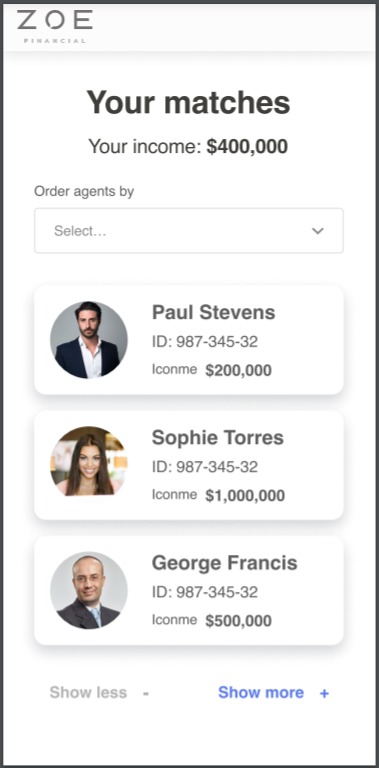 ZOE
FINANCIAL
Your matches
Your income: $400,000
Order agents by
Select...
Paul Stevens
ID: 987-345-32
Iconme $200,000
Sophie Torres
ID: 987-345-32
Iconme $1,000,000
George Francis
ID: 987-345-32
Iconme $500,000
Show less - Show more +